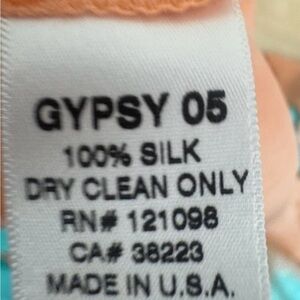 GYPSY 05
100% SILK
DRY CLEAN ONLY
RN# 121098
CA# 38223
MADE IN U.S.A.